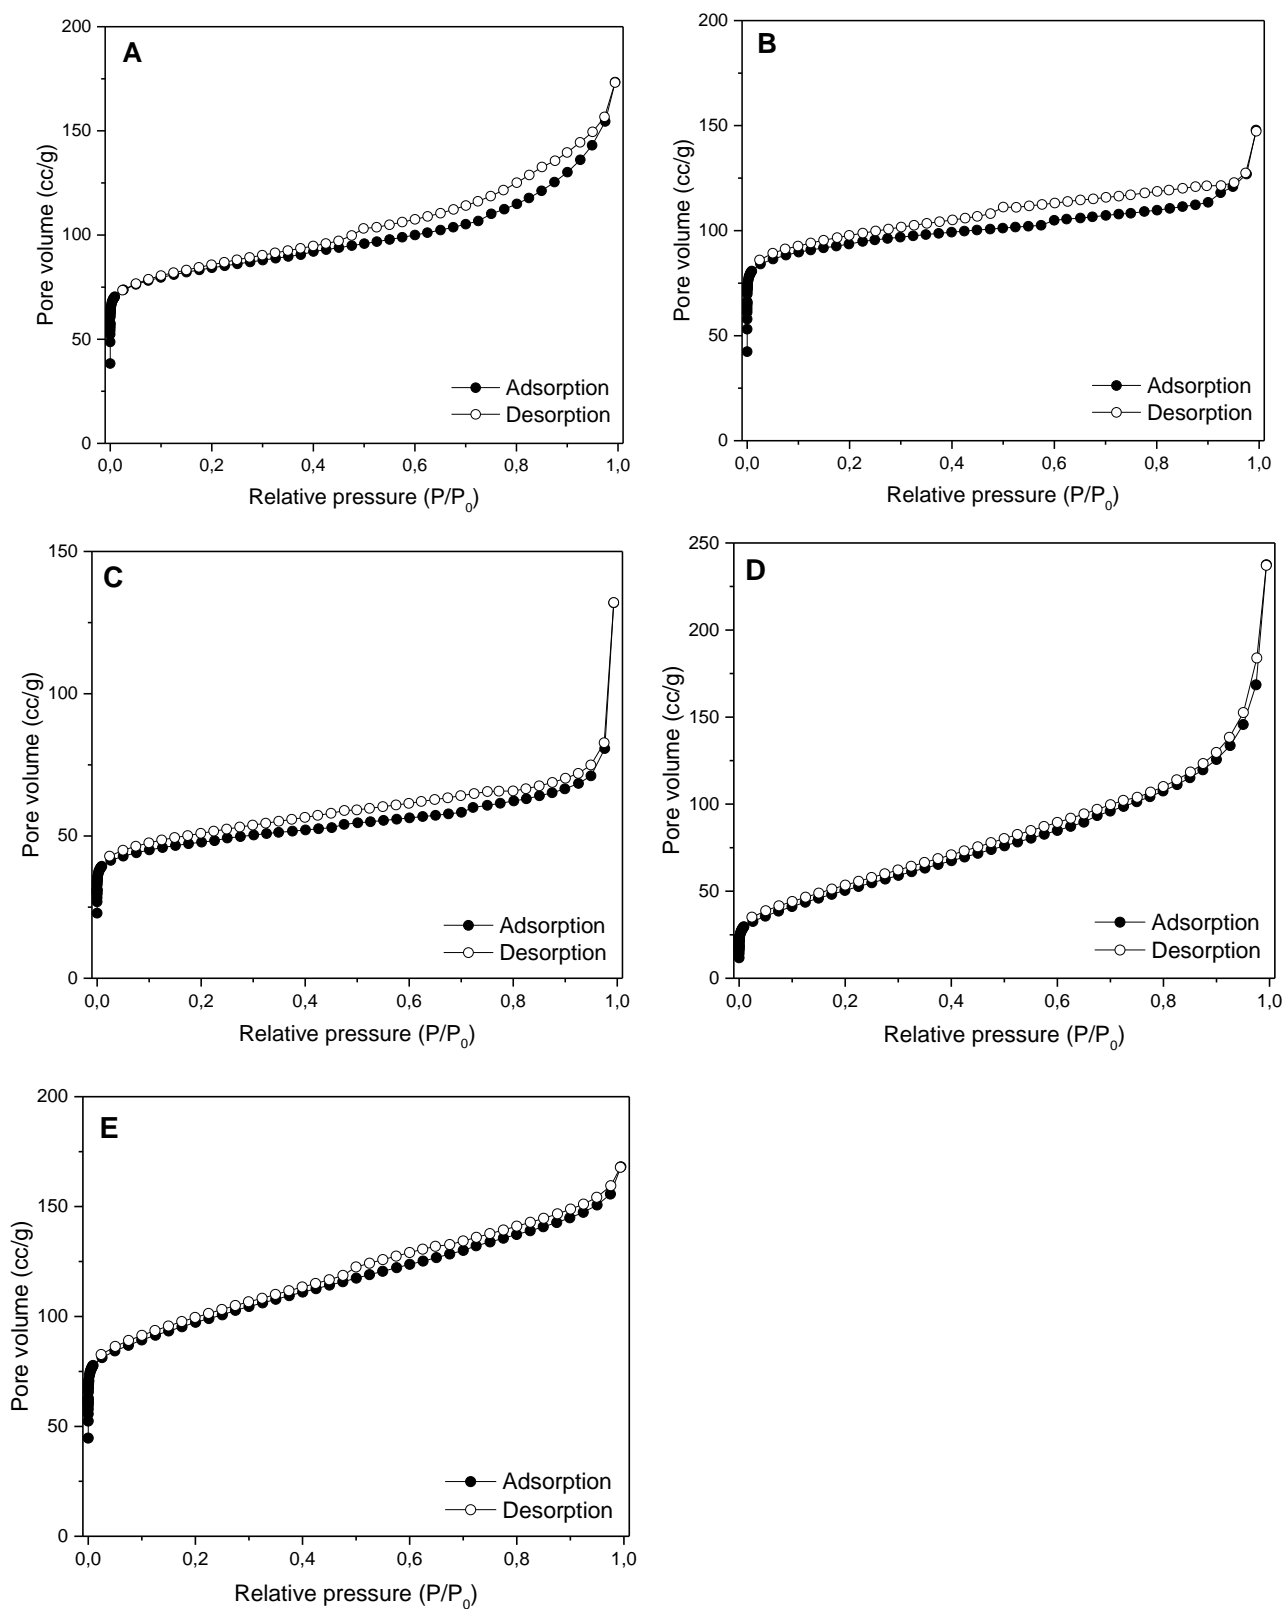 A
Pore volume (cc/g)
200
150
100
50
0
Adsorption
Desorption
0,0 0,2 0,4 0,6 0,8 1,0
Relative pressure (P/P0)
B
Pore volume (cc/g)
200
150
100
50
0
Adsorption
Desorption
0,0 0,2 0,4 0,6 0,8 1,0
Relative pressure (P/P0)
C
Pore volume (cc/g)
150
100
50
0
Adsorption
Desorption
0,0 0,2 0,4 0,6 0,8 1,0
Relative pressure (P/P0)
D
Pore volume (cc/g)
250
200
150
100
50
0
Adsorption
Desorption
0,0 0,2 0,4 0,6 0,8 1,0
Relative pressure (P/P0)
E
Pore volume (cc/g)
200
150
100
50
0
Adsorption
Desorption
0,0 0,2 0,4 0,6 0,8 1,0
Relative pressure (P/P0)